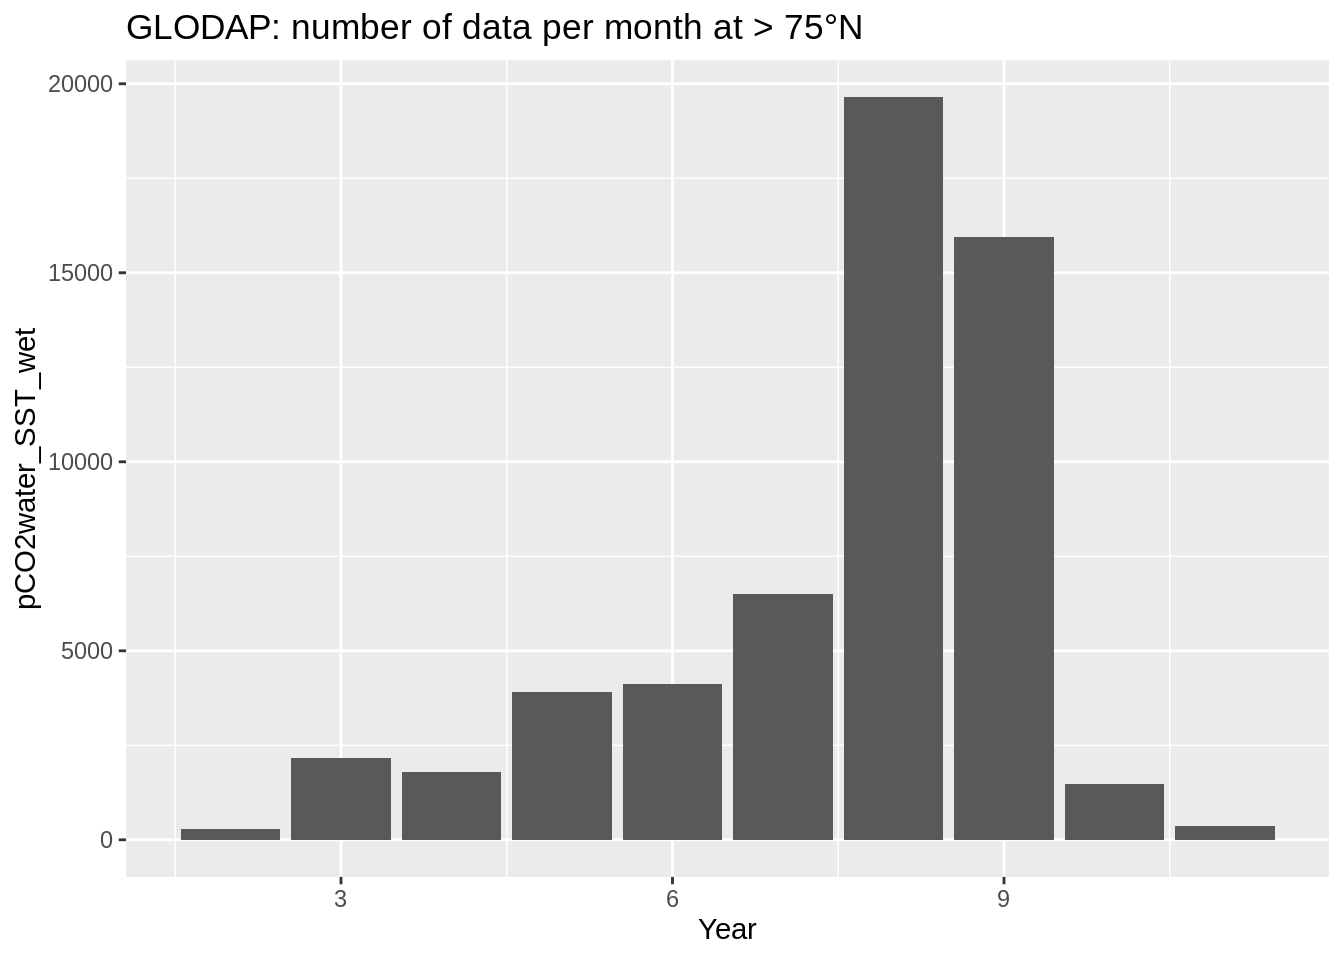 GLODAP: number of data per month at > 75°N
20000
15000
10000
5000
0
pCO2water_SST_wet
3 6 9
Year